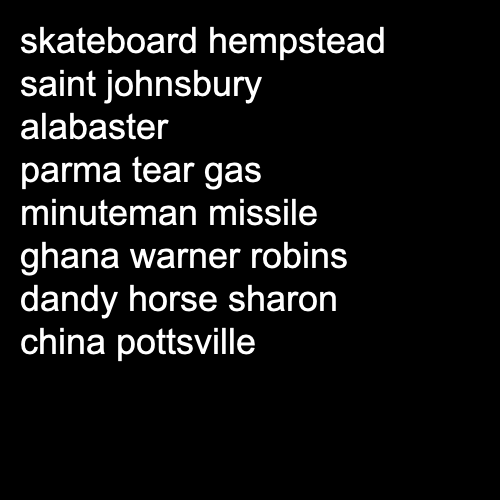 skateboard hempstead
saint johnsbury
alabaster
parma tear gas
minuteman missile
ghana warner robins
dandy horse sharon
china pottsville